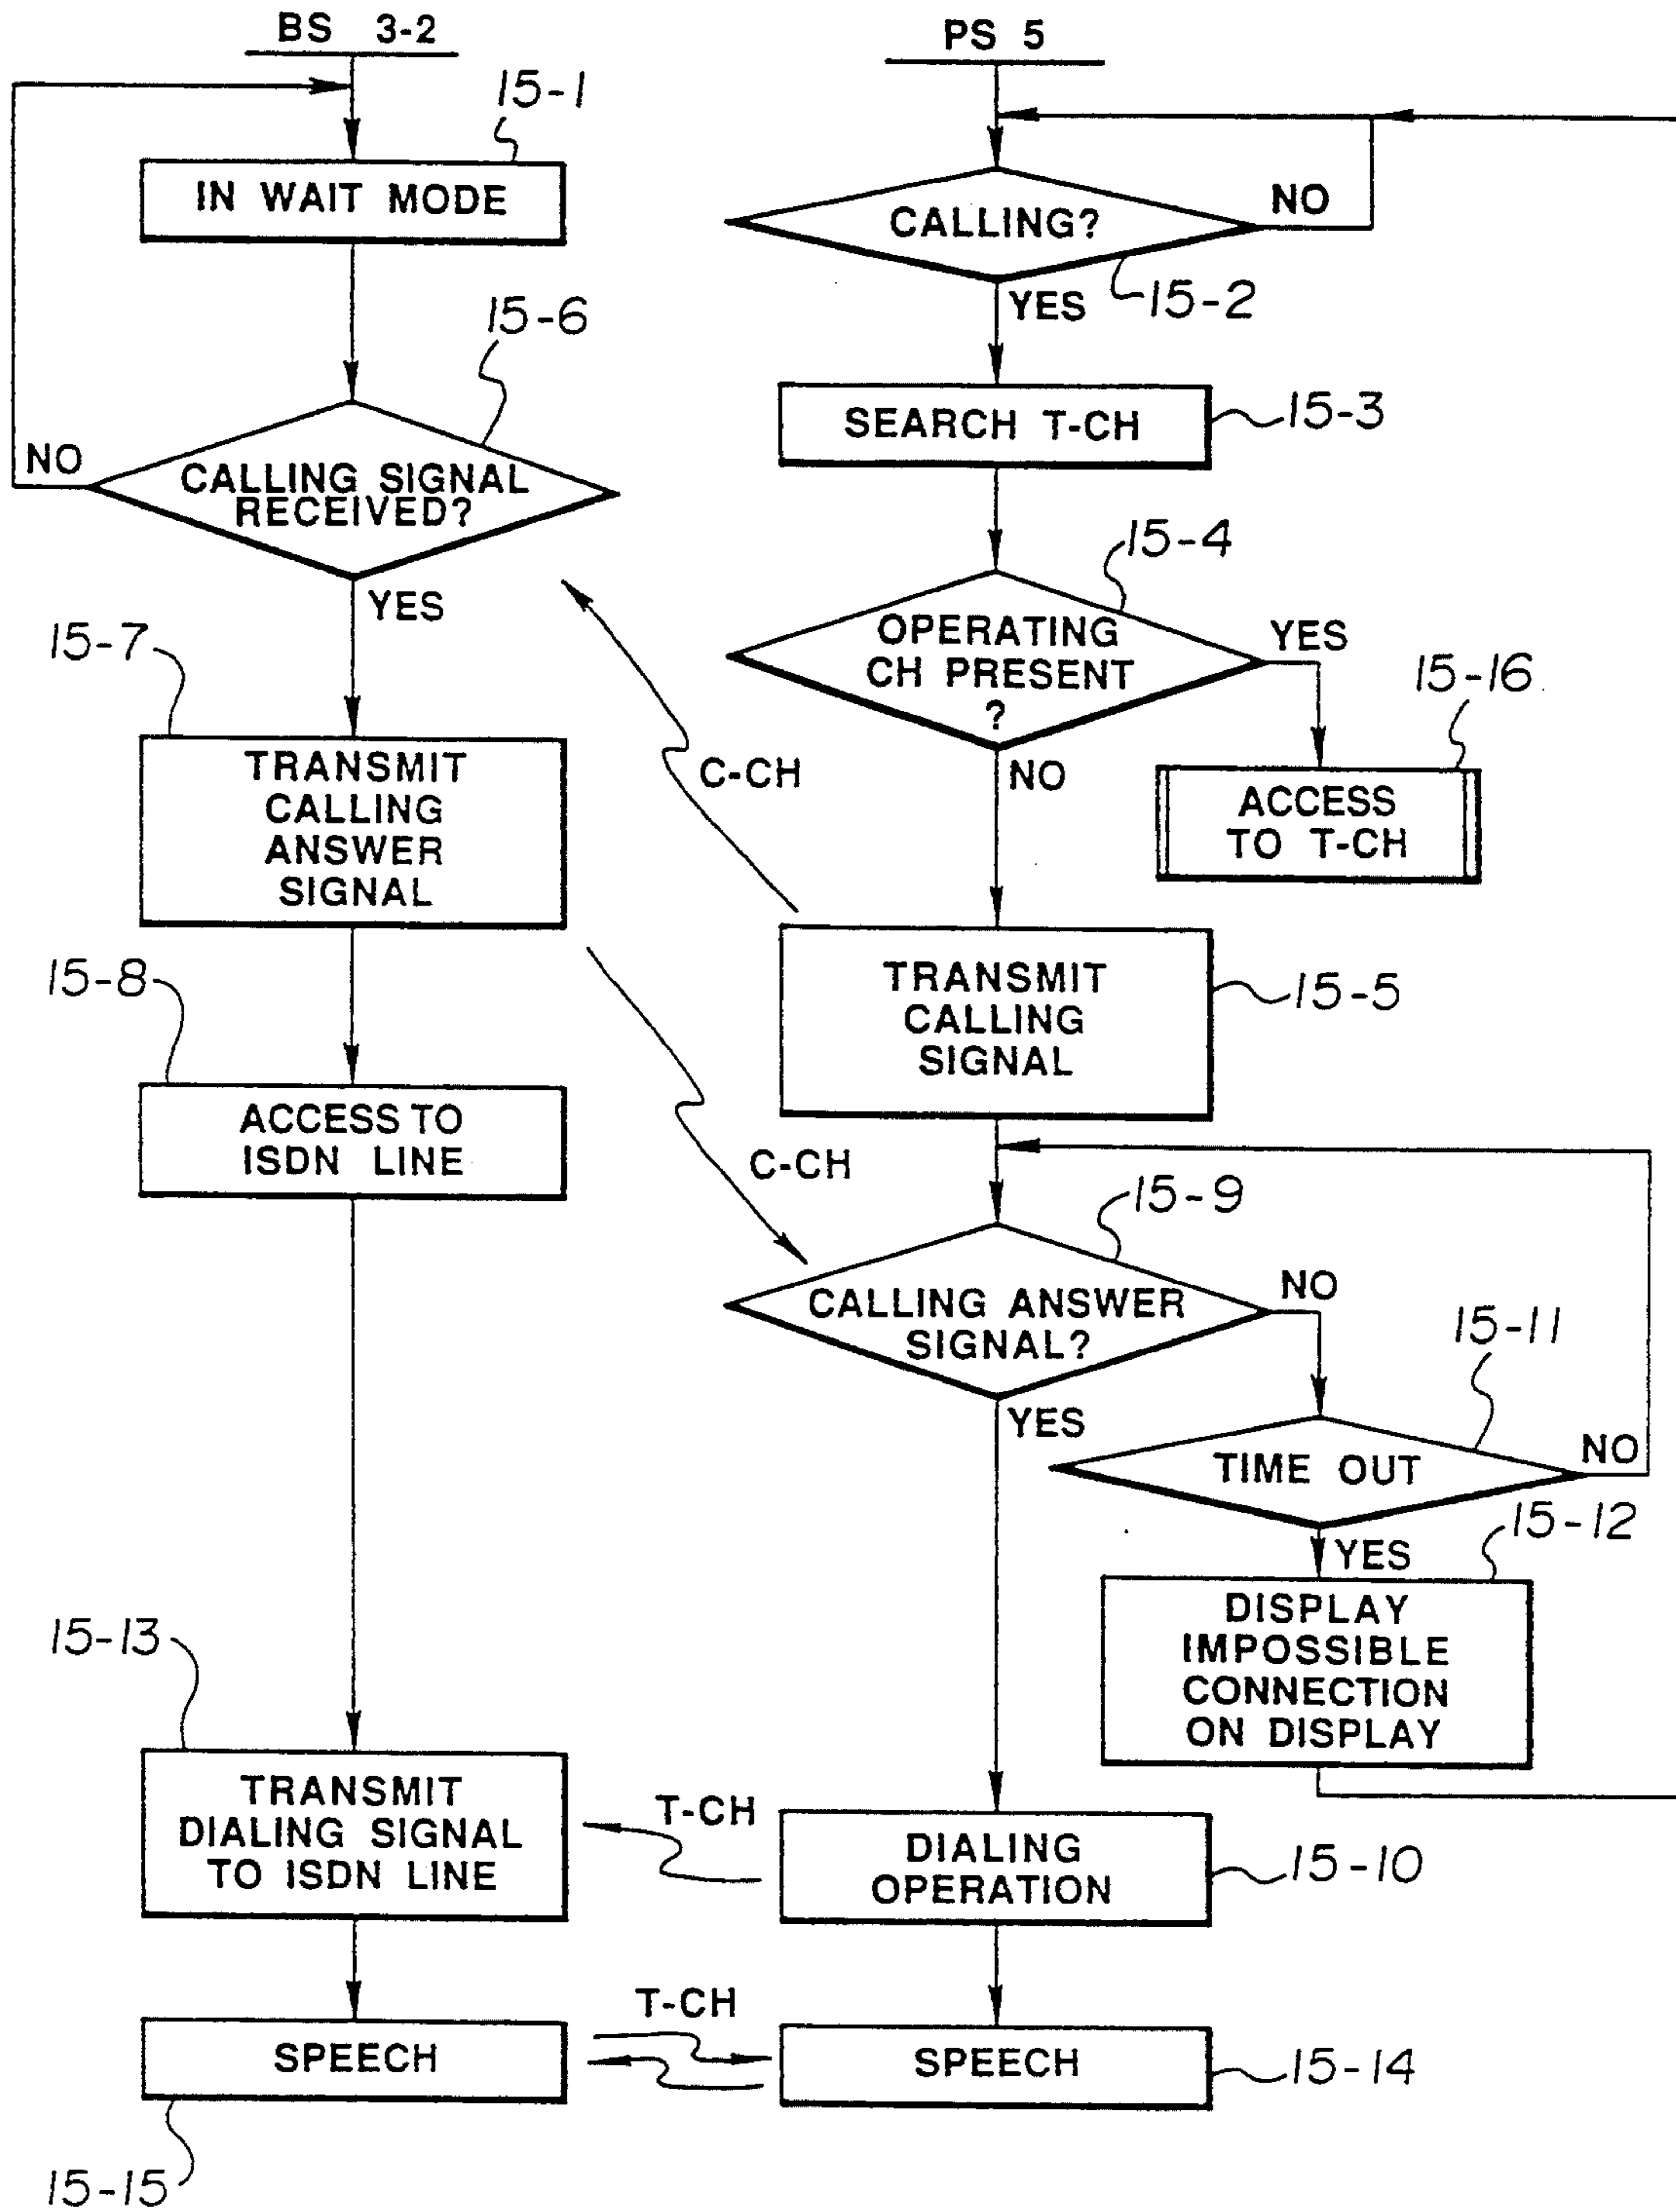 BS 3-2
15-1
IN WAIT MODE
15-6
NO
CALLING SIGNAL
RECEIVED?
YES
15-7
TRANSMIT
CALLING
ANSWER
SIGNAL
15-8
ACCESS TO
ISDN LINE
15-13
TRANSMIT
DIALING SIGNAL
TO ISDN LINE
SPEECH
15-15
C-CH
C-CH
T-CH
T-CH
PS 5
CALLING?
NO
15-2
YES
SEARCH T-CH
15-3
15-4
OPERATING
CH PRESENT
?
YES
15-16
ACCESS
TO T-CH
NO
TRANSMIT
CALLING
SIGNAL
15-5
15-9
CALLING ANSWER
SIGNAL?
NO
15-11
TIME OUT
NO
15-12
YES
DISPLAY
IMPOSSIBLE
CONNECTION
ON DISPLAY
YES
DIALING
OPERATION
15-10
SPEECH
15-14